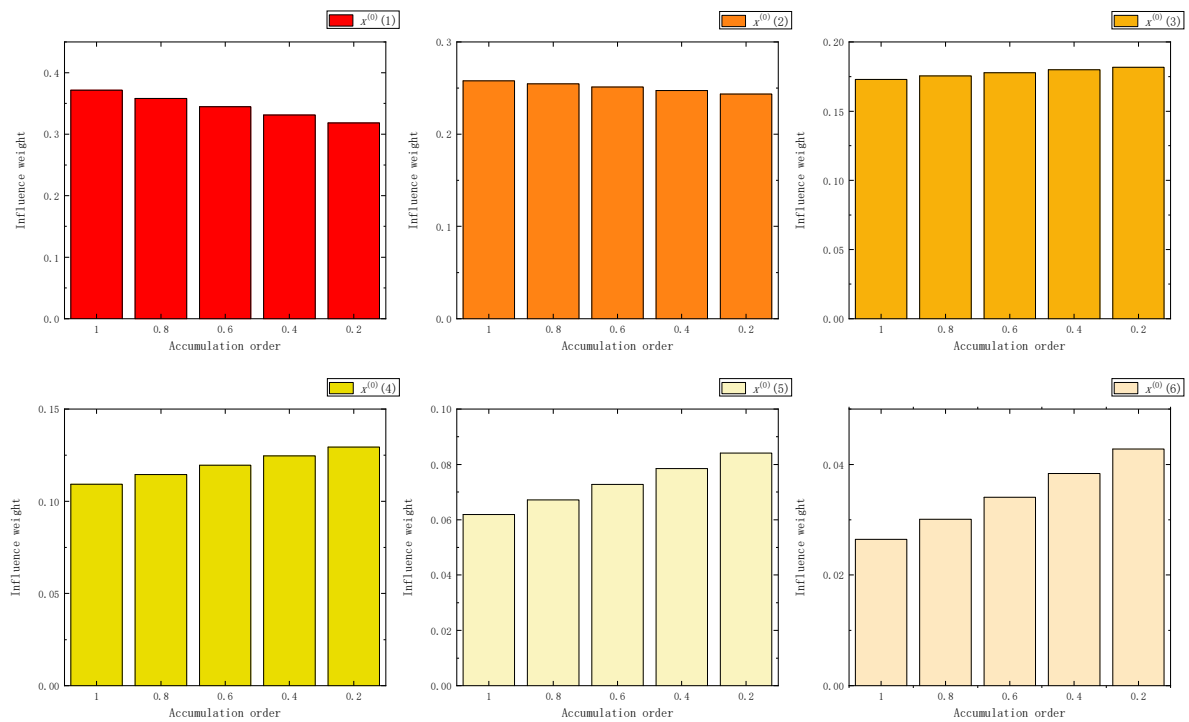 x^(0)(1)
Influence weight
0.4
0.3
0.2
0.1
0.0
1 0.8 0.6 0.4 0.2
Accumulation order
x^(0)(2)
Influence weight
0.3
0.2
0.1
0.0
1 0.8 0.6 0.4 0.2
Accumulation order
x^(0)(3)
Influence weight
0.20
0.15
0.10
0.05
0.00
1 0.8 0.6 0.4 0.2
Accumulation order
x^(0)(4)
Influence weight
0.15
0.10
0.05
0.00
1 0.8 0.6 0.4 0.2
Accumulation order
x^(0)(5)
Influence weight
0.10
0.08
0.06
0.04
0.02
0.00
1 0.8 0.6 0.4 0.2
Accumulation order
x^(0)(6)
Influence weight
0.04
0.02
0.00
1 0.8 0.6 0.4 0.2
Accumulation order